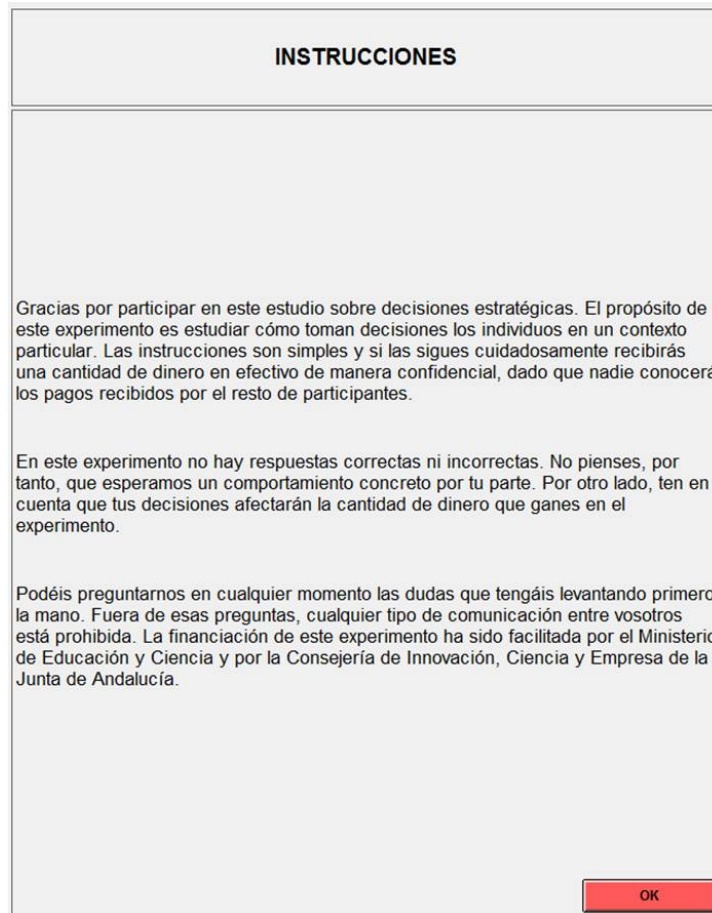 INSTRUCCIONES
Gracias por participar en este estudio sobre decisiones estratégicas. El propósito de
este experimento es estudiar cómo toman decisiones los individuos en un contexto
particular. Las instrucciones son simples y si las sigues cuidadosamente recibirás
una cantidad de dinero en efectivo de manera confidencial, dado que nadie conocerá
los pagos recibidos por el resto de participantes.
En este experimento no hay respuestas correctas ni incorrectas. No pienses, por
tanto, que esperamos un comportamiento concreto por tu parte. Por otro lado, ten en
cuenta que tus decisiones afectarán la cantidad de dinero que ganes en el
experimento.
Podéis preguntarnos en cualquier momento las dudas que tengáis levantando primero
la mano. Fuera de esas preguntas, cualquier tipo de comunicación entre vosotros
está prohibida. La financiación de este experimento ha sido facilitada por el Ministerio
de Educación y Ciencia y por la Consejería de Innovación, Ciencia y Empresa de la
Junta de Andalucía.
OK